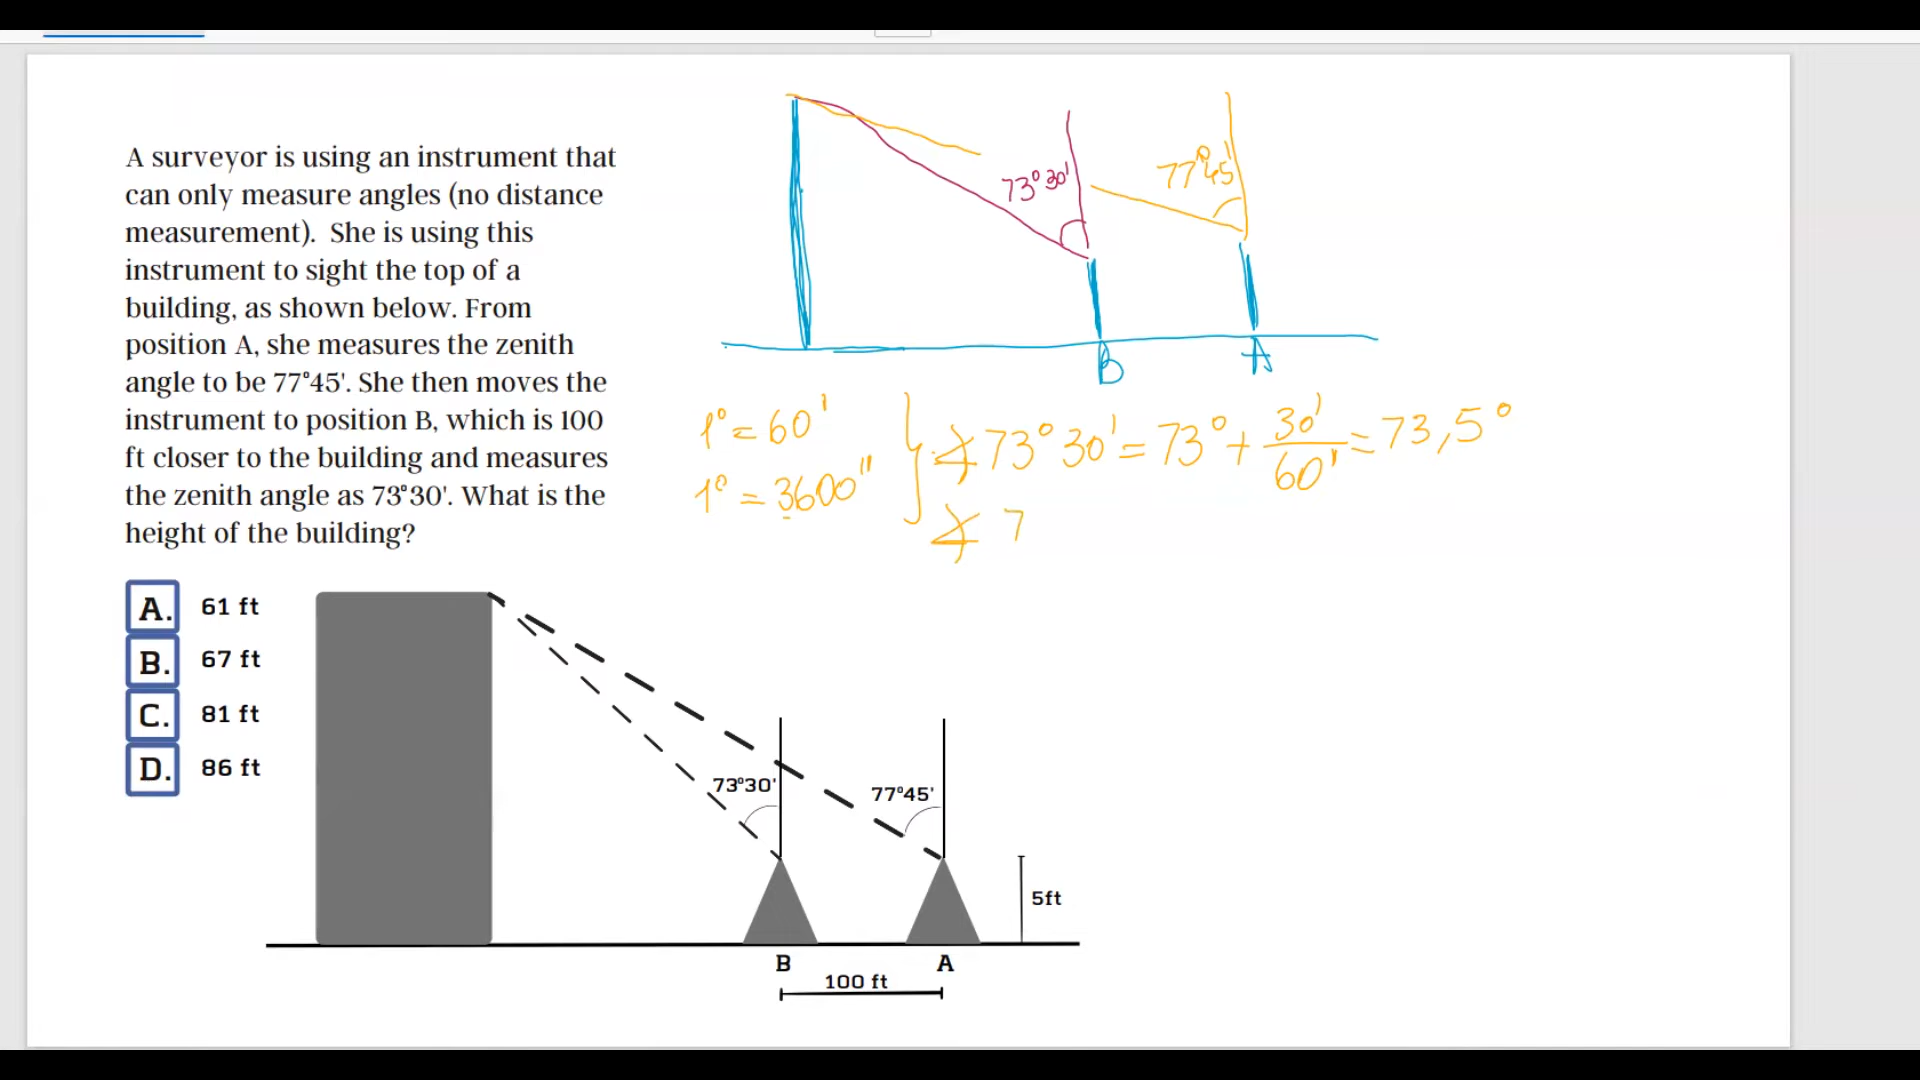 A surveyor is using an instrument that
can only measure angles (no distance
measurement). She is using this
instrument to sight the top of a
building, as shown below. From
position A, she measures the zenith
angle to be 77°45'. She then moves the
instrument to position B, which is 100
ft closer to the building and measures
the zenith angle as 73°30'. What is the
height of the building?
A. 61 ft
B. 67 ft
C. 81 ft
D. 86 ft
73°30'
77°45'
B
A
1° = 60'
1° = 3600''
∡ 73°30' = 73° + 30'/60' = 73,5°
∡ 7
73°30'
77°45'
5ft
B
A
100 ft